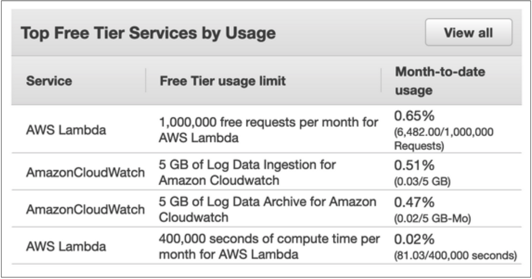 Top Free Tier Services by Usage
View all
Service
Free Tier usage limit
Month-to-date
usage
AWS Lambda
1,000,000 free requests per month for
AWS Lambda
0.65%
(6,482.00/1,000,000
Requests)
AmazonCloudWatch
5 GB of Log Data Ingestion for
Amazon Cloudwatch
0.51%
(0.03/5 GB)
AmazonCloudWatch
5 GB of Log Data Archive for Amazon
Cloudwatch
0.47%
(0.02/5 GB-Mo)
AWS Lambda
400,000 seconds of compute time per
month for AWS Lambda
0.02%
(81.03/400,000 seconds)